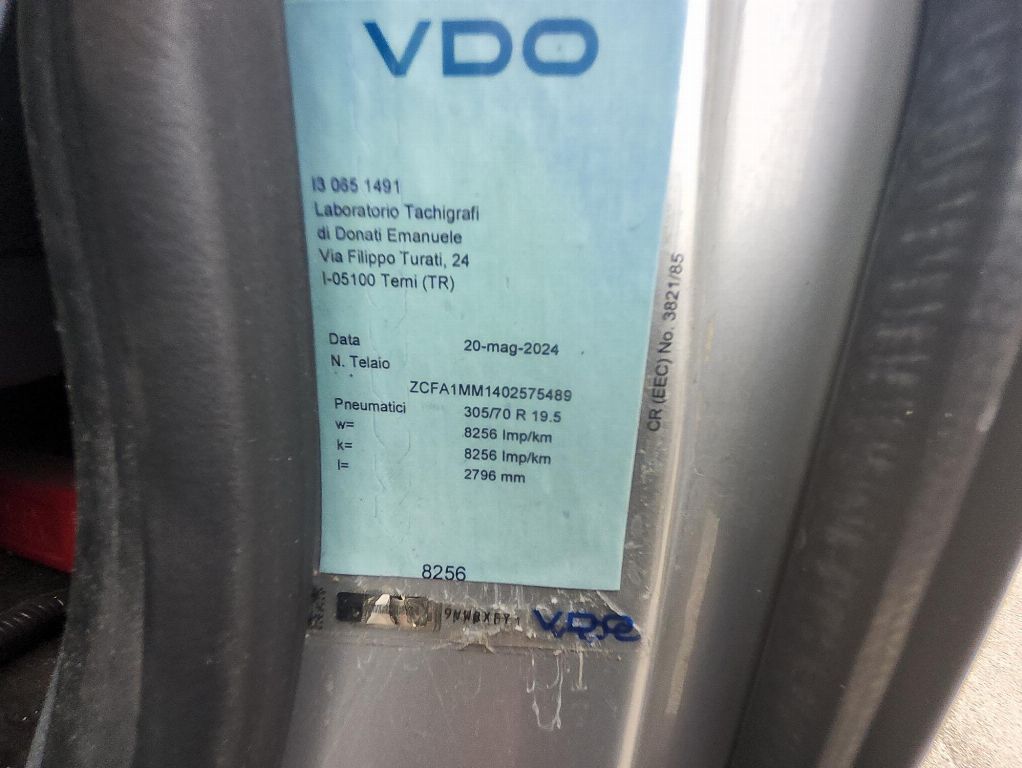 VDO
I3 065 1491
Laboratorio Tachigrafi
di Donati Emanuele
Via Filippo Turati, 24
I-05100 Terni (TR)
Data 20-mag-2024
N. Telaio
ZCFA1MM1402575489
Pneumatici 305/70 R 19.5
w= 8256 Imp/km
k= 8256 Imp/km
l= 2796 mm
8256
CR (EEC) No. 3821/85
VDO